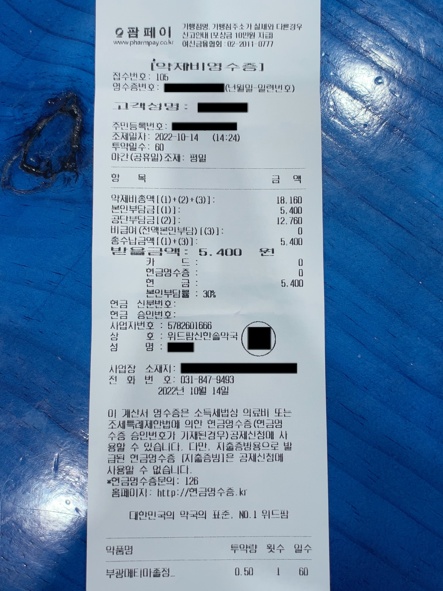 팜페이
www.pharmpay.co.kr
가맹점명, 가맹점주소가 실제와 다른경우
신고안내(포상금 10만원 지급)
여신금융협회:02-2011-0777
[약제비영수증]
접수번호: 105
영수증번호: (년월일-일련번호)
고객성명:
주민등록번호:
조제일자: 2022-10-14 (14:24)
투약일수: 60
야간(공휴일)조제: 평일
항 목 금 액
약제비총액[(1)+(2)+(3)]: 18.160
본인부담금[(1)]: 5.400
공단부담금[(2)]: 12.760
비급여(전액본인부담)[(3)]: 0
총수납금액[(1)+(3)]: 5.400
받을금액: 5.400 원
카 드 : 0
현금영수증 : 0
현 금 : 5.400
본인부담률 : 30%
현금 신분번호:
현금 승인번호:
사업자번호 : 5782601666
상 호 : 위드팜신한솔약국
성 명 :
사업장 소재지:
전 화 번 호 : 031-847-9493
2022년 10월 14일
이 계산서 영수증은 소득세법상 의료비 또는
조세특례제한법에 의한 현금영수증(현금영
수증 승인번호가 기재된경우)공제신청에 사
용할 수 있습니다. 다만, 지출증빙용으로 발
급된 현금영수증 [지출증빙]은 공제신청에
사용할 수 없습니다.
*현금영수증문의: 126
홈페이지: http://현금영수증.kr
대한민국의 약국의 표준, NO.1 위드팜
약품명 투약량 횟수 일수
부광메티마졸정.. 0.50 1 60